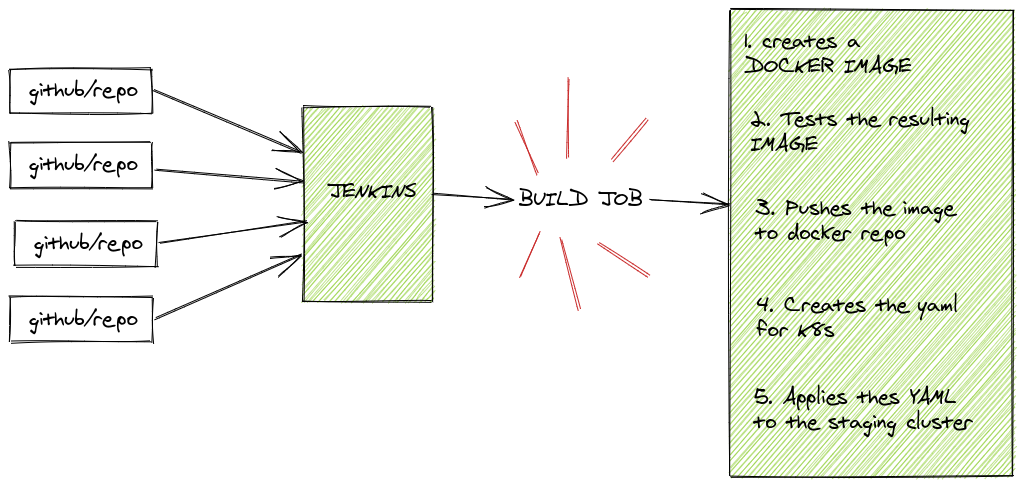 github/repo
github/repo
github/repo
github/repo
JENKINS
BUILD JOB
1. creates a
DOCKER IMAGE
2. Tests the resulting
IMAGE
3. Pushes the image
to docker repo
4. Creates the yaml
for K8s
5. Applies thes YAML
to the staging cluster